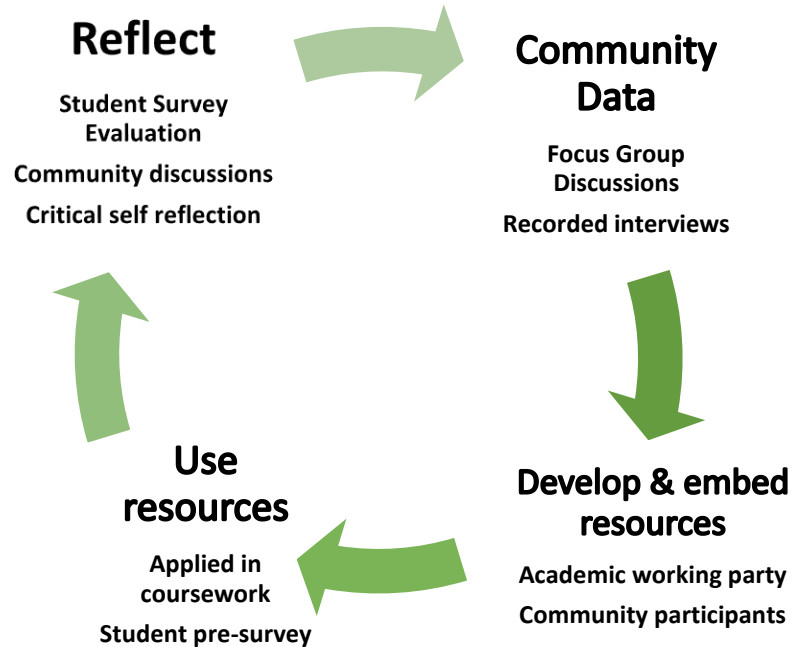 Reflect
Student Survey
Evaluation
Community discussions
Critical self reflection
Community
Data
Focus Group
Discussions
Recorded interviews
Develop & embed
resources
Academic working party
Community participants
Use
resources
Applied in
coursework
Student pre-survey